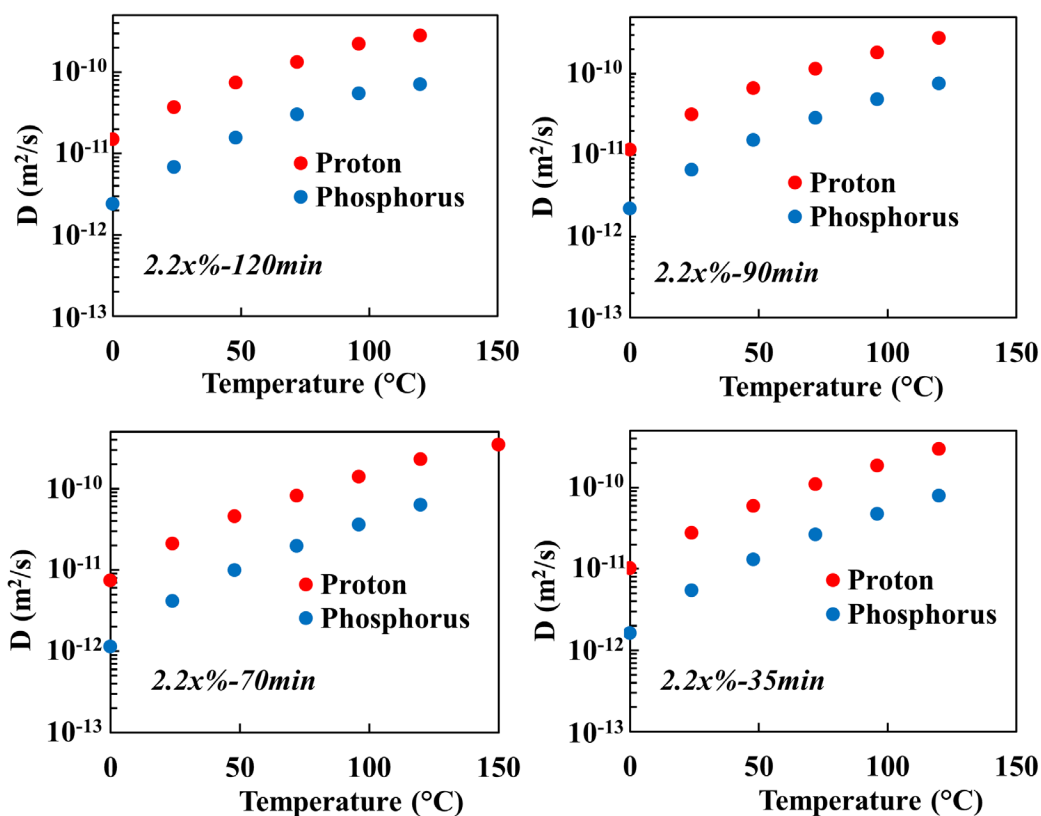 10⁻¹⁰
10⁻¹¹
10⁻¹²
10⁻¹³
D (m²/s)
Proton
Phosphorus
2.2x%-120min
0 50 100 150
Temperature (°C)
10⁻¹⁰
10⁻¹¹
10⁻¹²
10⁻¹³
D (m²/s)
Proton
Phosphorus
2.2x%-90min
0 50 100 150
Temperature (°C)
10⁻¹⁰
10⁻¹¹
10⁻¹²
10⁻¹³
D (m²/s)
Proton
Phosphorus
2.2x%-70min
0 50 100 150
Temperature (°C)
10⁻¹⁰
10⁻¹¹
10⁻¹²
10⁻¹³
D (m²/s)
Proton
Phosphorus
2.2x%-35min
0 50 100 150
Temperature (°C)